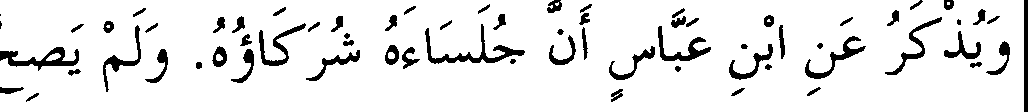 وَيُذْكَرُ عَنِ ابْنِ عَبَّاسٍ أَنَّ جُلَسَاءَهُ شُرَكَاؤُهُ. وَلَمْ يَصِحَّ